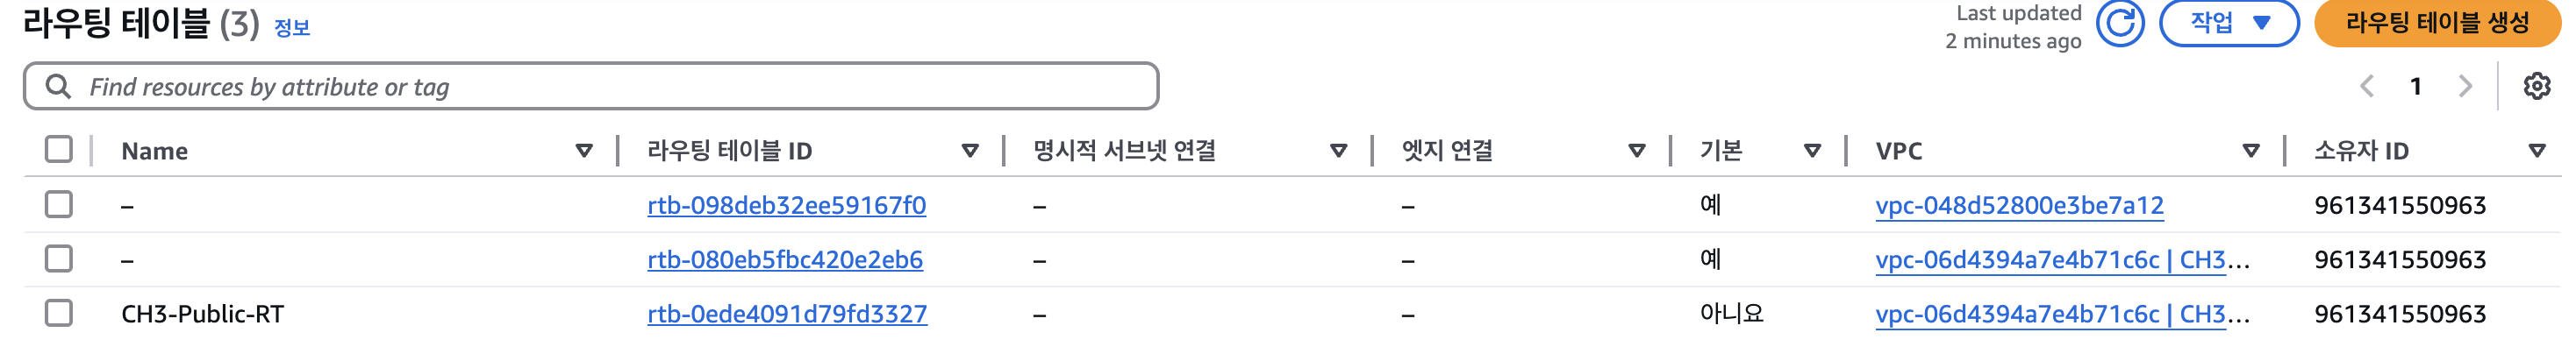 라우팅 테이블 (3) 정보
Last updated
2 minutes ago
작업
라우팅 테이블 생성
Find resources by attribute or tag
1
Name 라우팅 테이블 ID 명시적 서브넷 연결 엣지 연결 기본 VPC 소유자 ID
– rtb-098deb32ee59167f0 – – 예 vpc-048d52800e3be7a12 961341550963
– rtb-080eb5fbc420e2eb6 – – 예 vpc-06d4394a7e4b71c6c | CH3... 961341550963
CH3-Public-RT rtb-0ede4091d79fd3327 – – 아니요 vpc-06d4394a7e4b71c6c | CH3... 961341550963